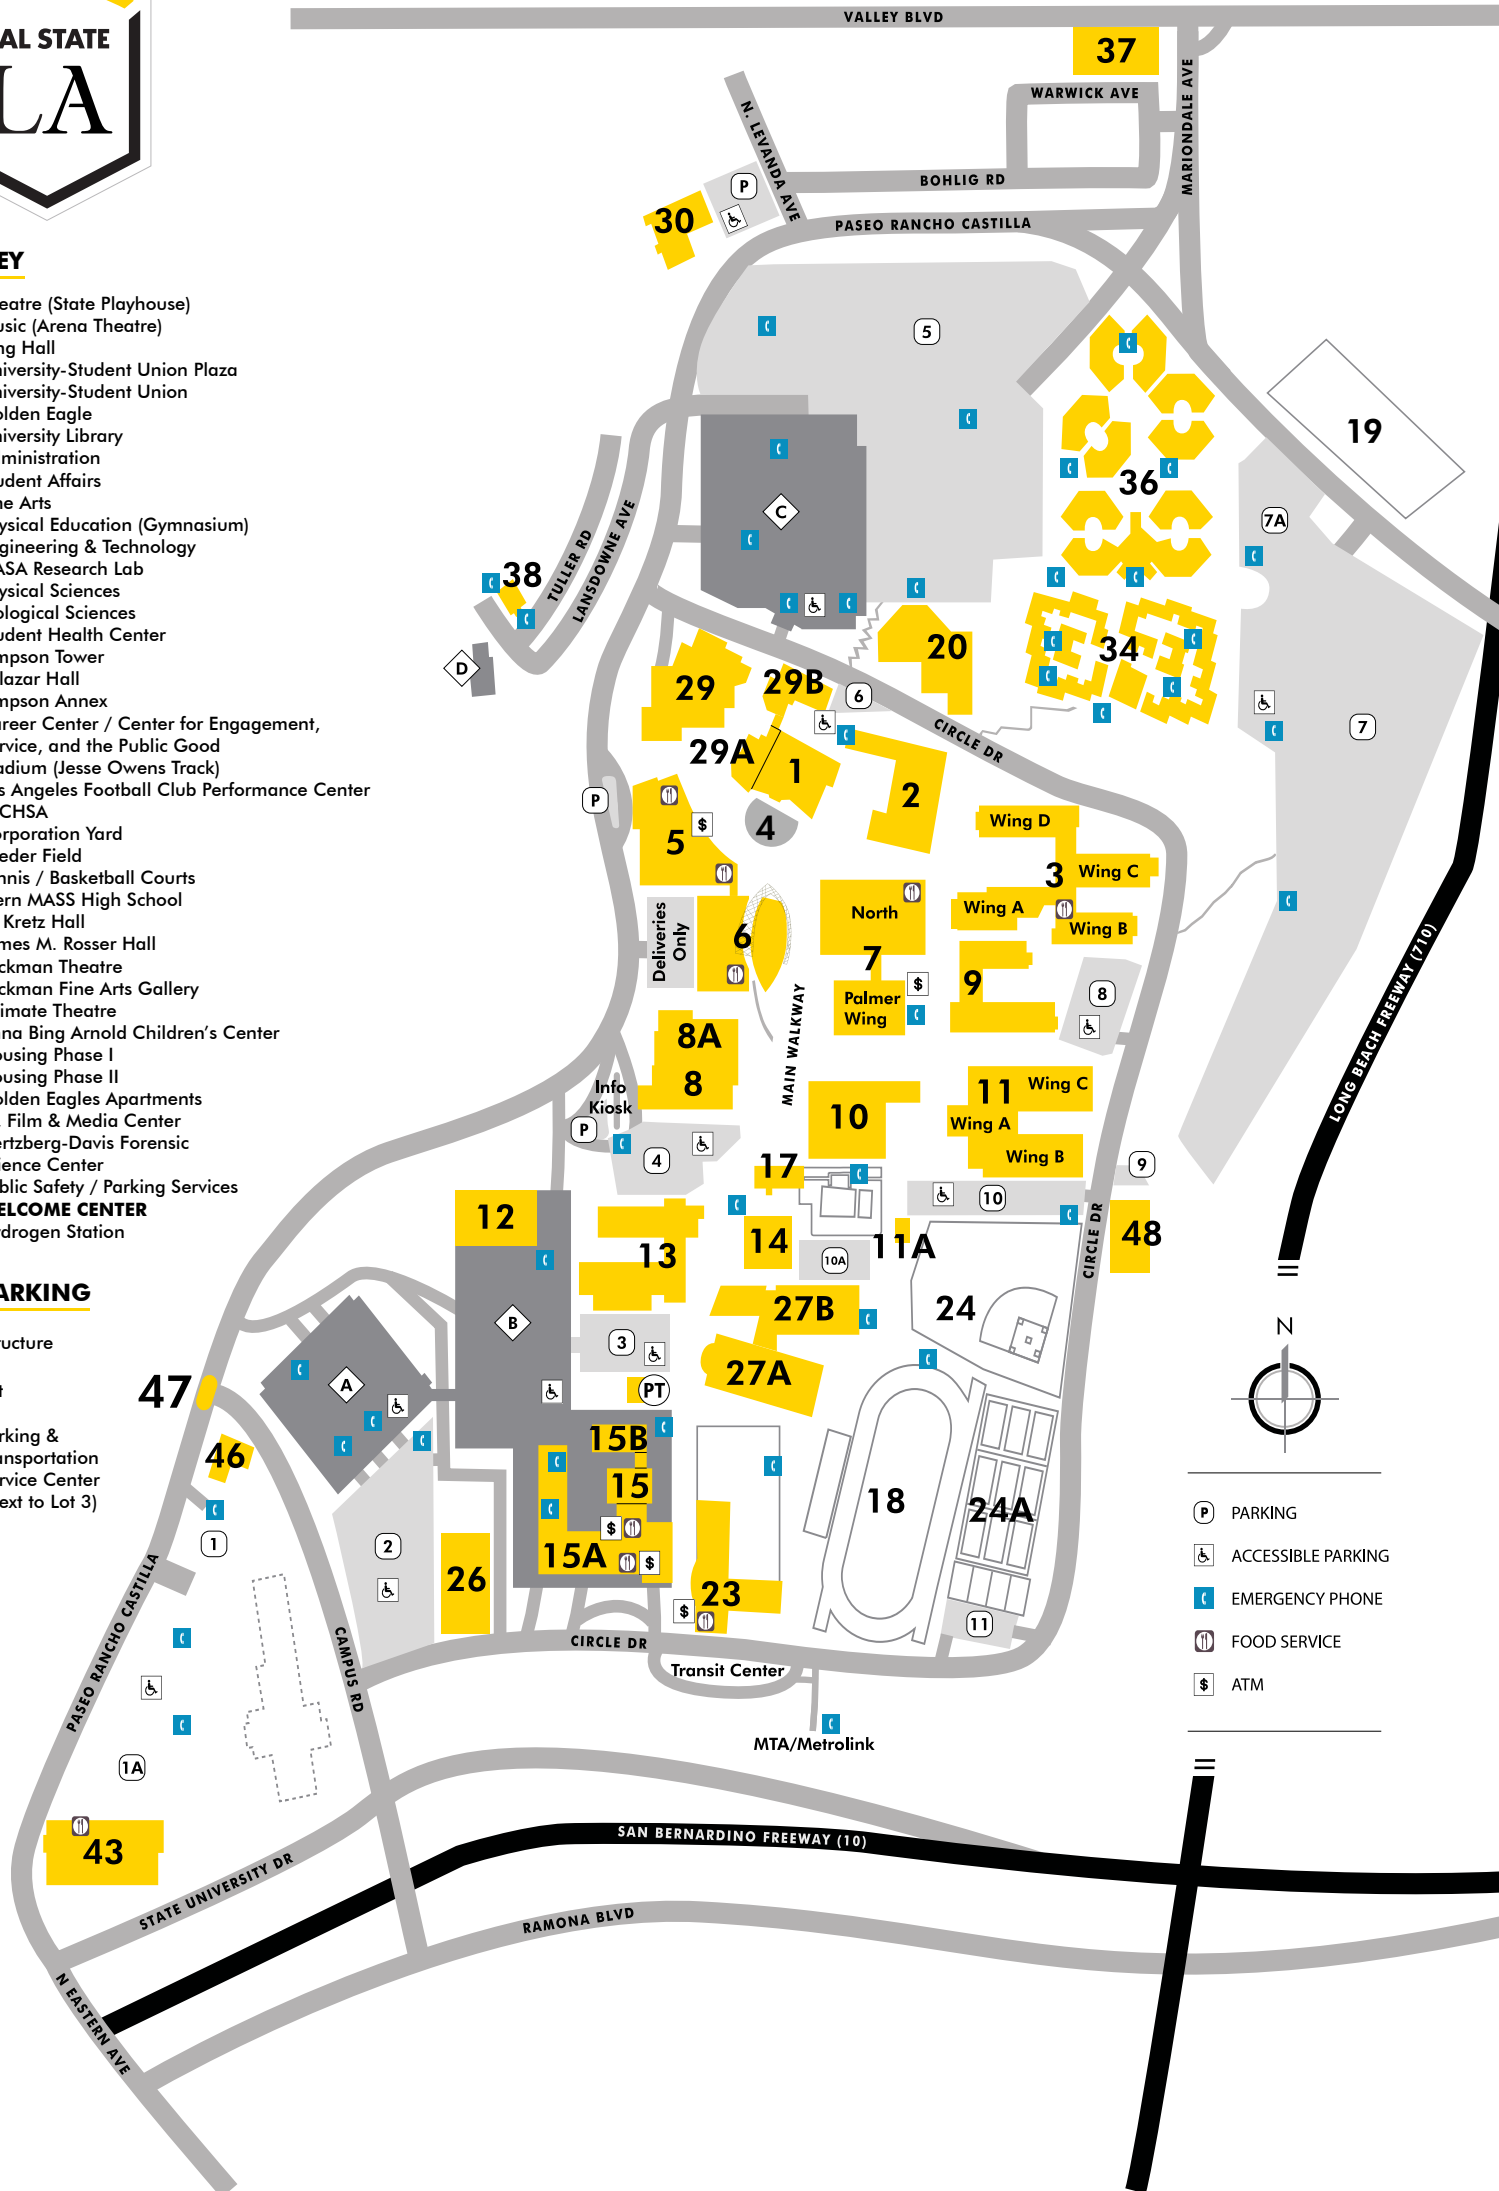 AL STATE
LA
EY
eatre (State Playhouse)
usic (Arena Theatre)
ng Hall
niversity-Student Union Plaza
niversity-Student Union
olden Eagle
niversity Library
ministration
udent Affairs
ne Arts
ysical Education (Gymnasium)
ngineering & Technology
ASA Research Lab
ysical Sciences
ological Sciences
udent Health Center
mpson Tower
lazar Hall
mpson Annex
areer Center / Center for Engagement,
rvice, and the Public Good
adium (Jesse Owens Track)
s Angeles Football Club Performance Center
CHSA
orporation Yard
eeder Field
nnis / Basketball Courts
ern MASS High School
Kretz Hall
mes M. Rosser Hall
ckman Theatre
ckman Fine Arts Gallery
timate Theatre
na Bing Arnold Children's Center
ousing Phase I
ousing Phase II
olden Eagles Apartments
. Film & Media Center
ertzberg-Davis Forensic
ience Center
blic Safety / Parking Services
ELCOME CENTER
ydrogen Station
ARKING
ructure
t
rking &
ansportation
rvice Center
ext to Lot 3)
VALLEY BLVD
37
WARWICK AVE
MARIONDALE AVE
N. LEVANDA AVE
BOHLIG RD
P
30
PASEO RANCHO CASTILLA
5
19
36
7A
C
TULLER RD
LANSDOWNE AVE
38
D
34
20
29
29B
6
7
CIRCLE DR
29A
1
2
P
4
5
$
Wing D
3
Wing C
Wing A
Wing B
Deliveries
Only
6
North
7
Palmer
Wing
$
9
8
MAIN WALKWAY
8A
8
Info
Kiosk
P
4
10
11
Wing C
Wing A
Wing B
9
17
10
12
13
14
10A
11A
CIRCLE DR
48
LONG BEACH FREEWAY (710)
B
3
27B
24
27A
PT
A
47
46
15B
15
$
15A
$
18
24A
1
2
26
23
$
11
CIRCLE DR
Transit Center
MTA/Metrolink
PASEO RANCHO CASTILLA
CAMPUS RD
1A
43
STATE UNIVERSITY DR
SAN BERNARDINO FREEWAY (10)
RAMONA BLVD
N EASTERN AVE
N
P PARKING
ACCESSIBLE PARKING
EMERGENCY PHONE
FOOD SERVICE
$ ATM